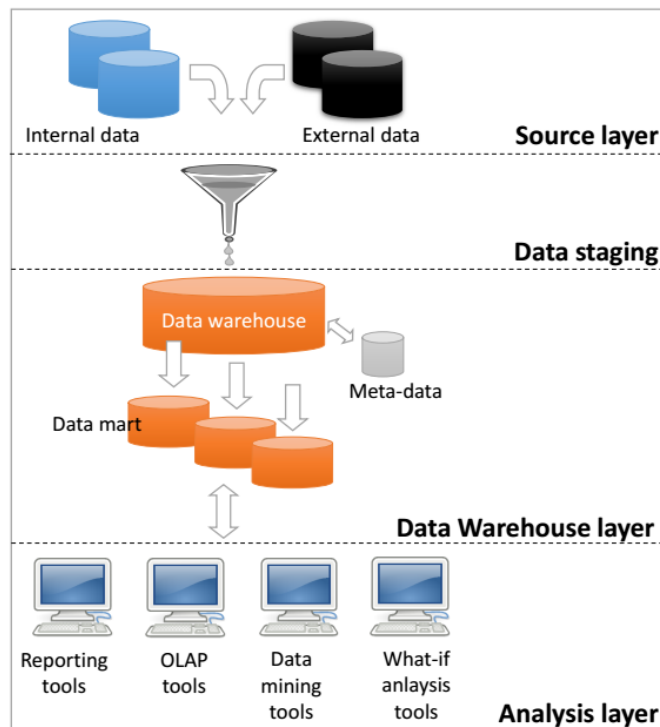 Internal data
External data
Source layer
Data staging
Data warehouse
Meta-data
Data mart
Data Warehouse layer
Reporting
tools
OLAP
tools
Data
mining
tools
What-if
anlaysis
tools
Analysis layer